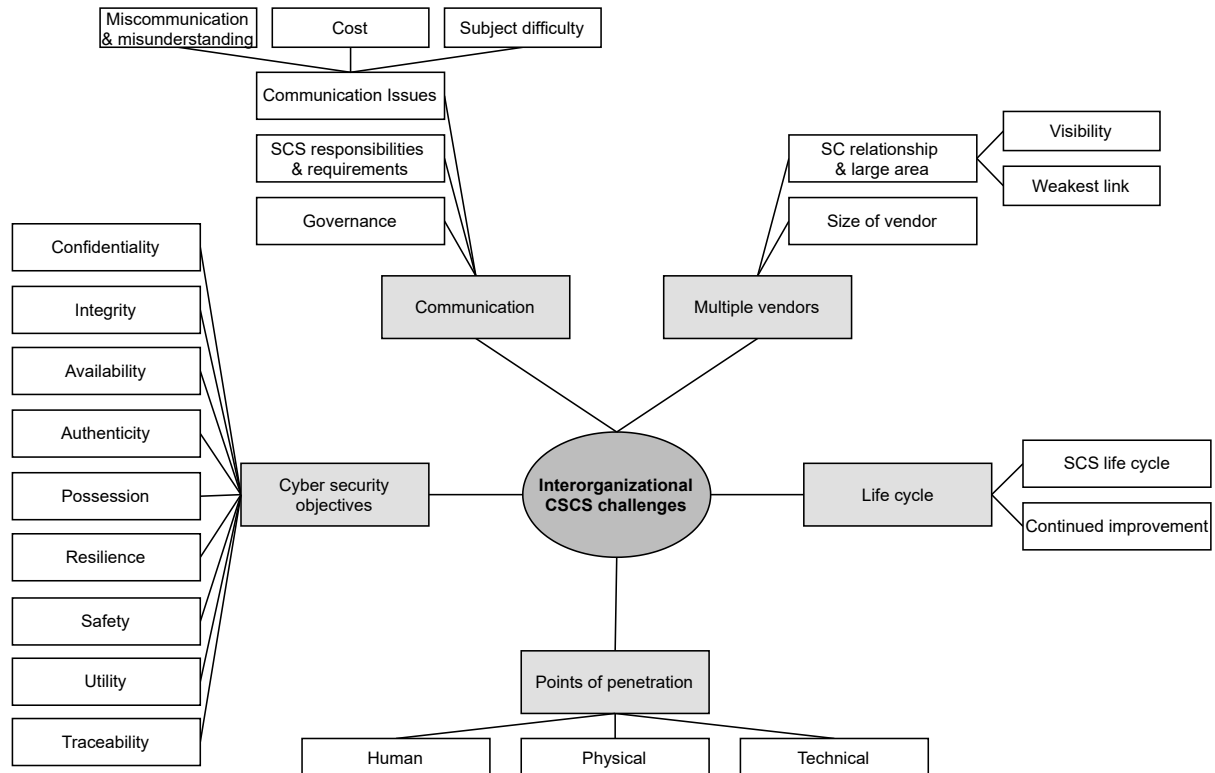 Miscommunication
& misunderstanding
Cost
Subject difficulty
Communication Issues
SCS responsibilities
& requirements
Governance
Communication
SC relationship
& large area
Visibility
Weakest link
Size of vendor
Multiple vendors
Confidentiality
Integrity
Availability
Authenticity
Possession
Resilience
Safety
Utility
Traceability
Cyber security
objectives
Interorganizational
CSCS challenges
Life cycle
SCS life cycle
Continued improvement
Points of penetration
Human
Physical
Technical